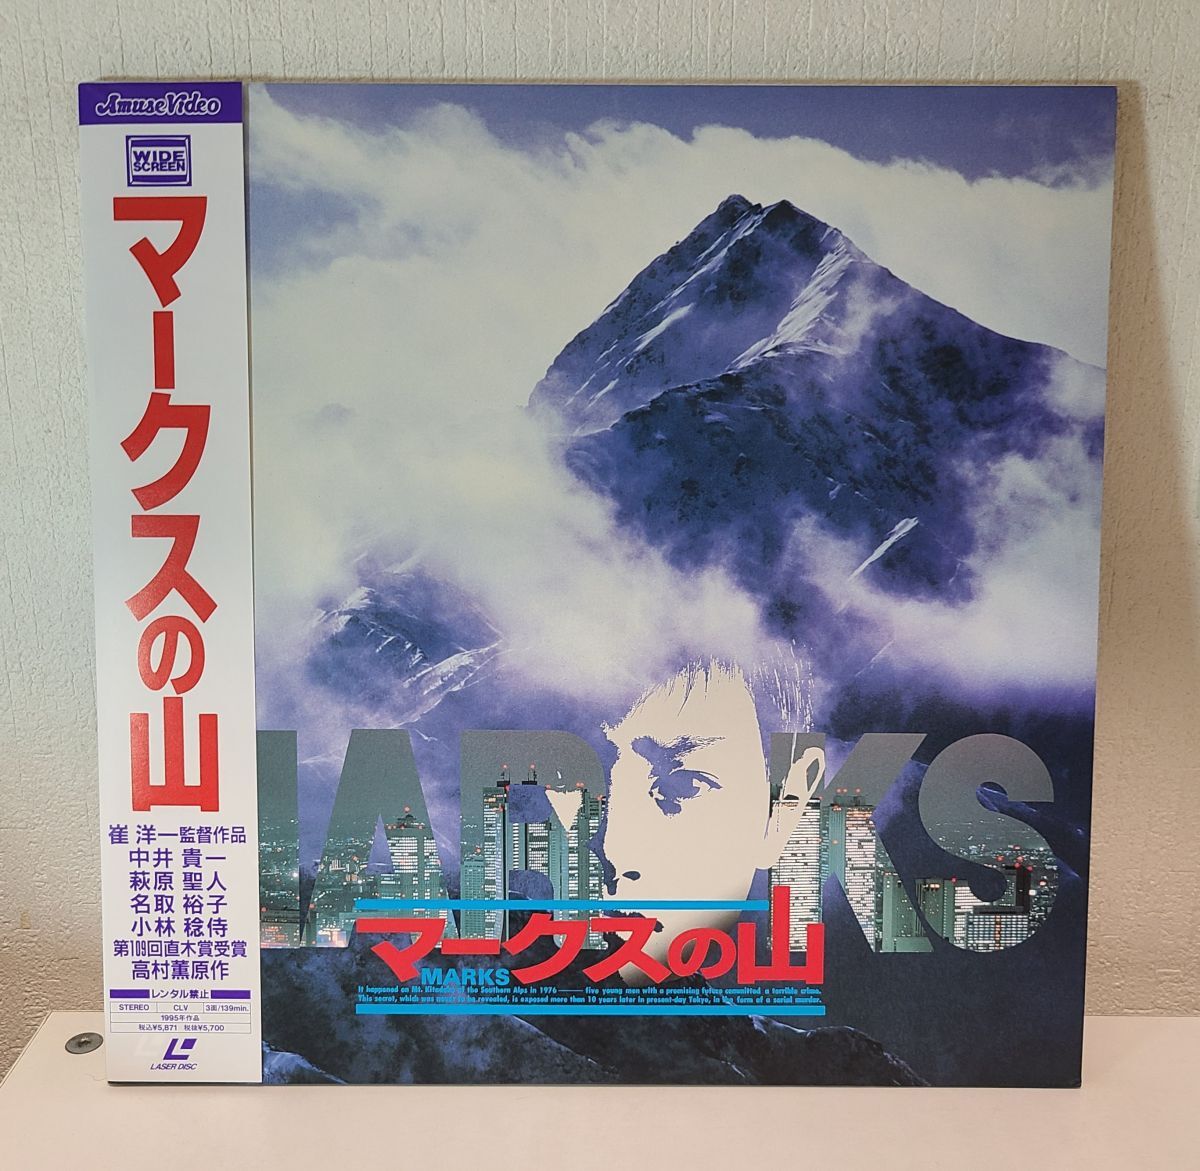 AmuseVideo
WIDE
SCREEN
マークスの山
崔 洋一監督作品
中井 貴一
萩原 聖人
名取 裕子
小林 稔侍
第109回直木賞受賞
高村薫原作
レンタル禁止
STEREO CLV 3面/139min.
1995年作品
税込¥5,871 税抜¥5,700
LASER DISC
MARKS
マークスの山
MARKS
It happened on Mt. Kitadake of the Southern Alps in 1976 —— five young men with a promising future committed a terrible crime.
This secret, which was never to be revealed, is exposed more than 10 years later in present-day Tokyo, in the form of a serial murder.